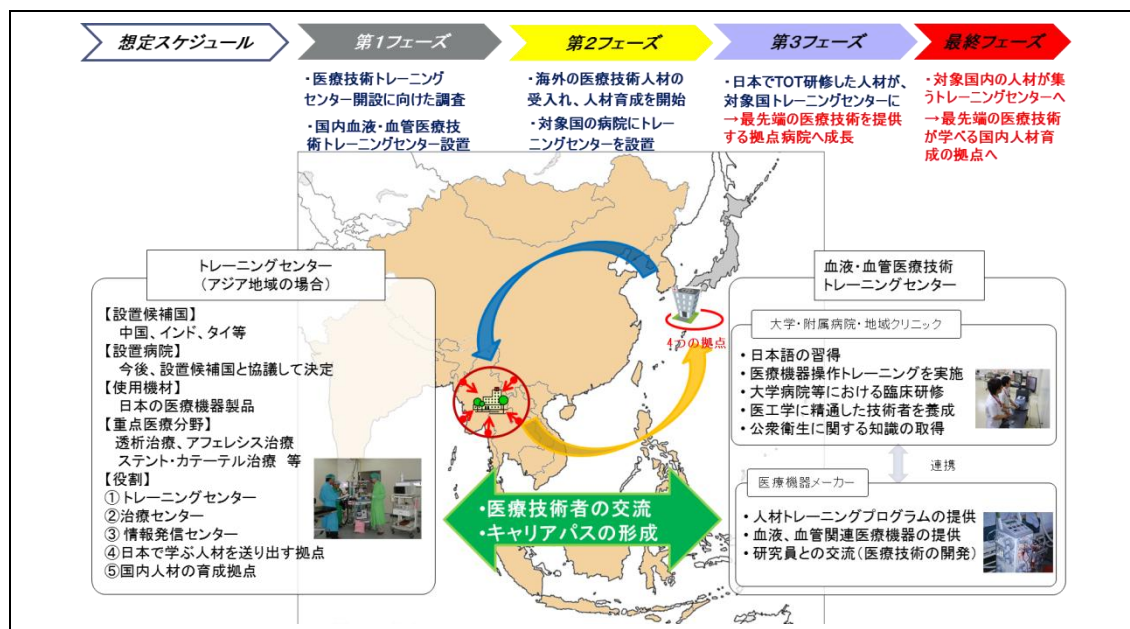 想定スケジュール
第１フェーズ
第２フェーズ
第３フェーズ
最終フェーズ
・医療技術トレーニング
センター開設に向けた調査
・国内血液・血管医療技
術トレーニングセンター設置
・海外の医療技術人材の
受入れ、人材育成を開始
・対象国の病院にトレー
ニングセンターを設置
・日本でTOT研修した人材が、
対象国トレーニングセンターに
→最先端の医療技術を提供
する拠点病院へ成長
・対象国内の人材が集
うトレーニングセンターへ
→最先端の医療技術
が学べる国内人材育
成の拠点へ
トレーニングセンター
（アジア地域の場合）
【設置候補国】
中国、インド、タイ等
【設置病院】
今後、設置候補国と協議して決定
【使用機材】
日本の医療機器製品
【重点医療分野】
透析治療、アフェレシス治療
ステント・カテーテル治療 等
【役割】
① トレーニングセンター
②治療センター
③ 情報発信センター
④日本で学ぶ人材を送り出す拠点
⑤国内人材の育成拠点
4つの拠点
・医療技術者の交流
・キャリアパスの形成
血液・血管医療技術
トレーニングセンター
大学・附属病院・地域クリニック
・日本語の習得
・医療機器操作トレーニングを実施
・大学病院等における臨床研修
・医工学に精通した技術者を養成
・公衆衛生に関する知識の取得
連携
医療機器メーカー
・人材トレーニングプログラムの提供
・血液、血管関連医療機器の提供
・研究員との交流（医療技術の開発）